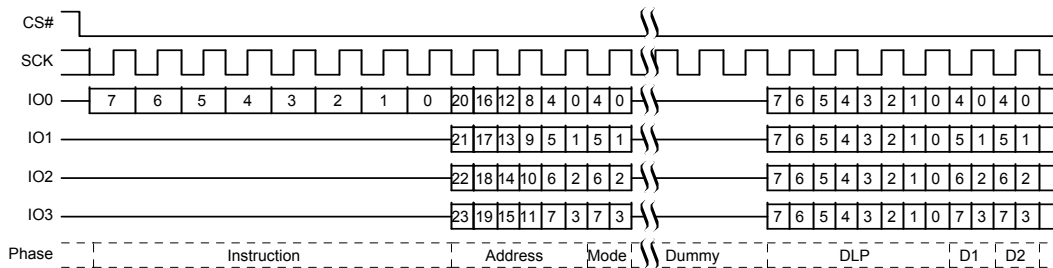 CS#
SCK
IO0 7 6 5 4 3 2 1 0 20 16 12 8 4 0 4 0 7 6 5 4 3 2 1 0 4 0 4 0
IO1 21 17 13 9 5 1 5 1 7 6 5 4 3 2 1 0 5 1 5 1
IO2 22 18 14 10 6 2 6 2 7 6 5 4 3 2 1 0 6 2 6 2
IO3 23 19 15 11 7 3 7 3 7 6 5 4 3 2 1 0 7 3 7 3
Phase Instruction Address Mode Dummy DLP D1 D2